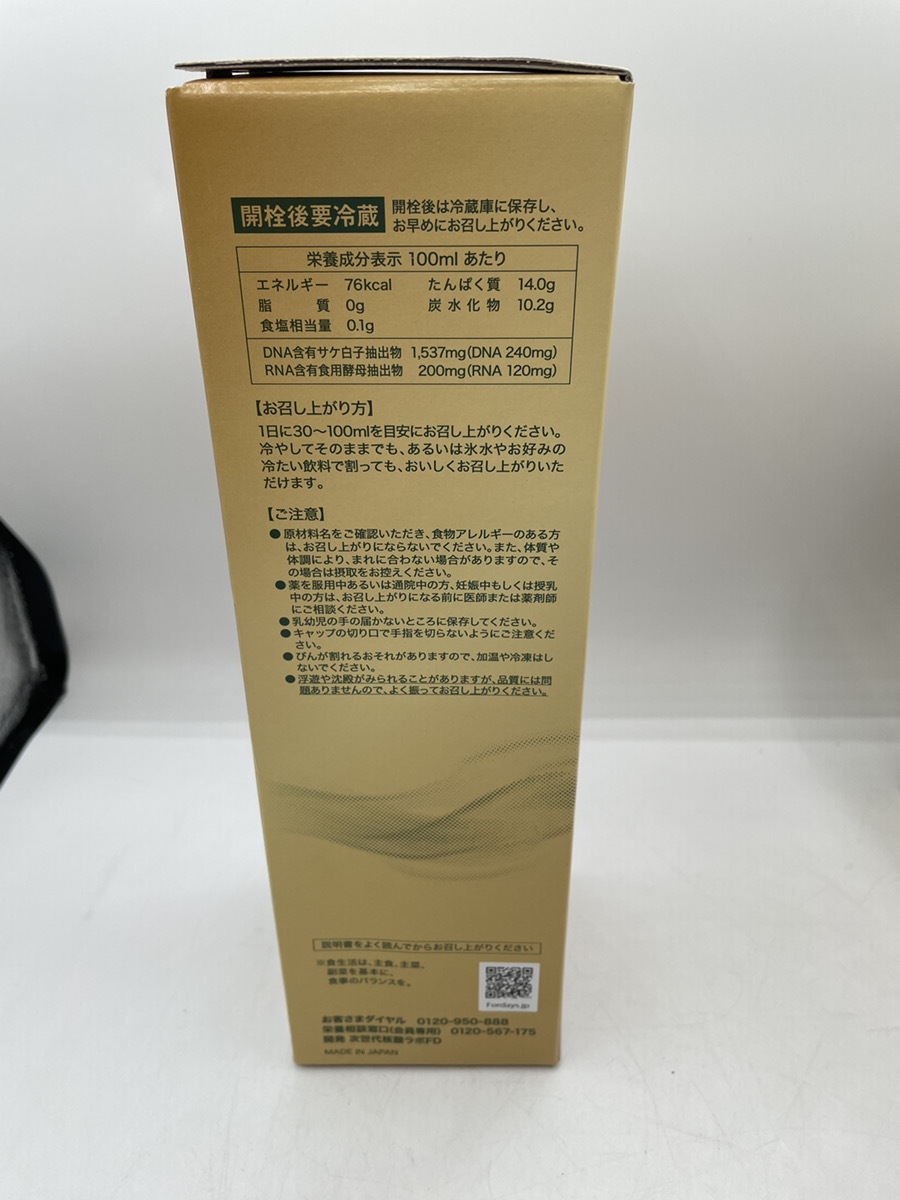 開栓後要冷蔵
開栓後は冷蔵庫に保存し、
お早めにお召し上がりください。
栄養成分表示 100ml あたり
エネルギー 76kcal たんぱく質 14.0g
脂質 0g 炭水化物 10.2g
食塩相当量 0.1g
DNA含有サケ白子抽出物 1,537mg(DNA 240mg)
RNA含有食用酵母抽出物 200mg(RNA 120mg)
【お召し上がり方】
1日に30～100mlを目安にお召し上がりください。
冷やしてそのままでも、あるいは氷水やお好みの
冷たい飲料で割っても、おいしくお召し上がりいた
だけます。
【ご注意】
●原材料名をご確認いただき、食物アレルギーのある方
は、お召し上がりにならないでください。また、体質や
体調により、まれに合わない場合がありますので、そ
の場合は摂取をお控えください。
●薬を服用中あるいは通院中の方、妊娠中もしくは授乳
中の方は、お召し上がりになる前に医師または薬剤師
にご相談ください。
●乳幼児の手の届かないところに保存してください。
●キャップの切り口で手指を切らないようにご注意くだ
さい。
●びんが割れるおそれがありますので、加温や冷凍はし
ないでください。
●浮遊や沈殿がみられることがありますが、品質には問
題ありませんので、よく振ってお召し上がりください。
説明書をよく読んでからお召し上がりください
※食生活は、主食、主菜、
副菜を基本に、
食事のバランスを。
Fordays.jp
お客さまダイヤル 0120-950-888
栄養相談窓口(会員専用) 0120-567-175
開発 次世代核酸ラボFD
MADE IN JAPAN